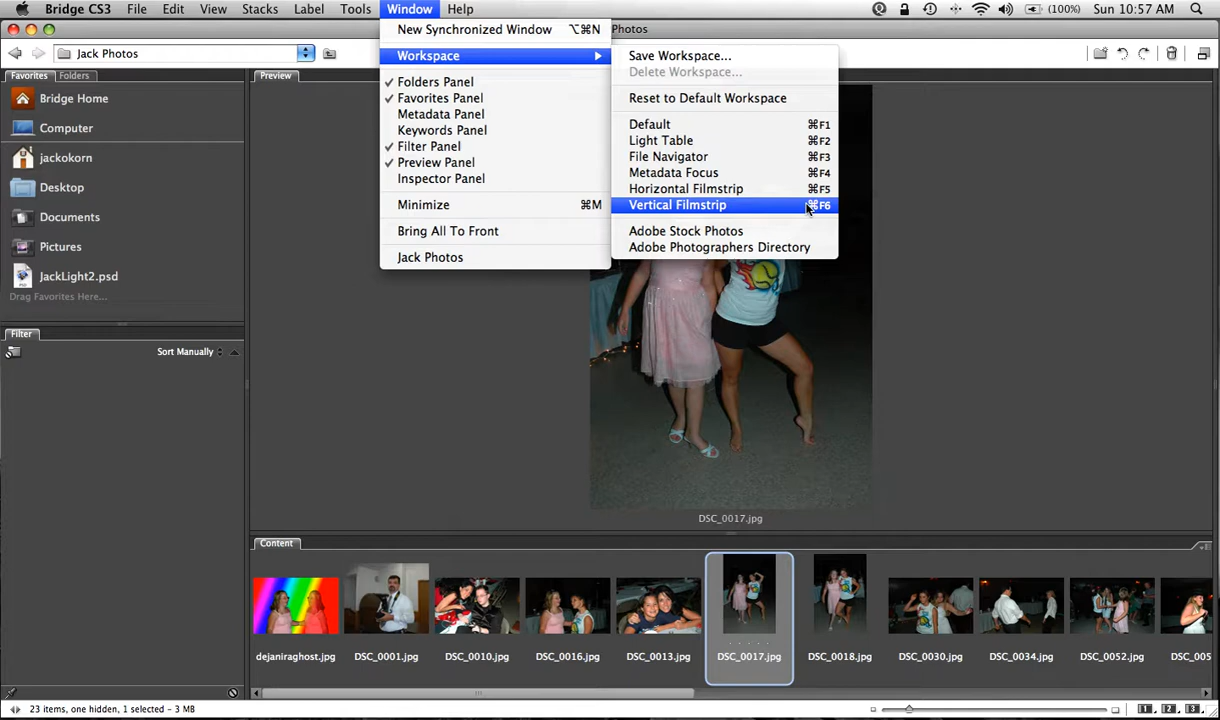 Bridge CS3 File Edit View Stacks Tools Window Help (100%) Sun 10:57 AM
Photos
Jack Photos
Favorites Folders
Bridge Home
Computer
jackokorn
Desktop
Documents
Pictures
JackLight2.psd
Drag Favorites Here...
Filter
Sort Manually
New Synchronized Window ⌥⌘N
Workspace
✓ Folders Panel
✓ Favorites Panel
Metadata Panel
Keywords Panel
✓ Filter Panel
✓ Preview Panel
Inspector Panel
Minimize ⌘M
Bring All To Front
Jack Photos
Save Workspace...
Delete Workspace...
Reset to Default Workspace
Default ⌘F1
Light Table ⌘F2
File Navigator ⌘F3
Metadata Focus ⌘F4
Horizontal Filmstrip ⌘F5
Vertical Filmstrip ⌘F6
Adobe Stock Photos
Adobe Photographers Directory
Preview
DSC_0017.jpg
Content
dejaniraghost.jpg DSC_0001.jpg DSC_0010.jpg DSC_0016.jpg DSC_0013.jpg DSC_0017.jpg DSC_0018.jpg DSC_0030.jpg DSC_0034.jpg DSC_0052.jpg DSC_005
23 items, one hidden, 1 selected - 3 MB
1 2 3